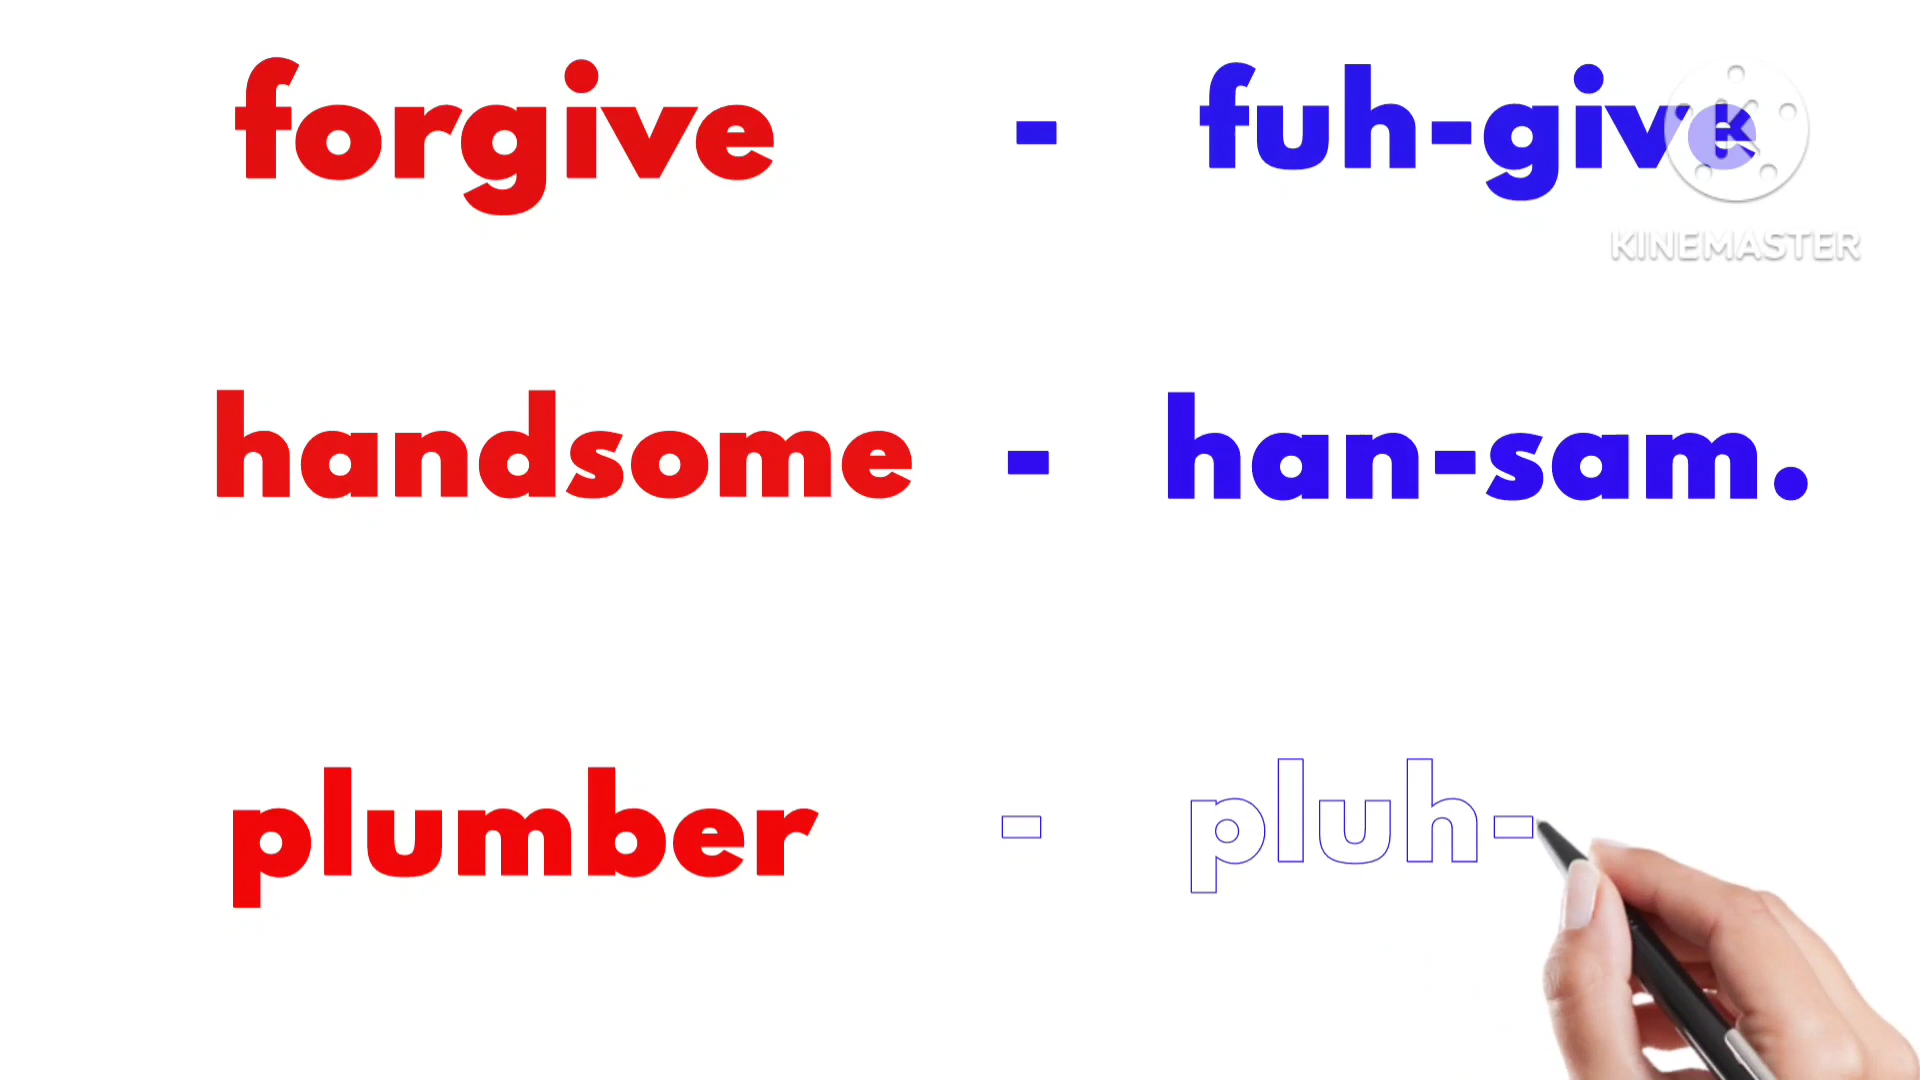 forgive - fuh-give
KINEMASTER
handsome - han-sam.
plumber - pluh-